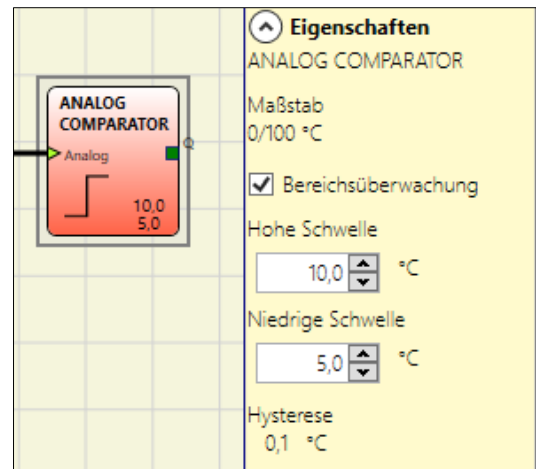 ANALOG
COMPARATOR
Analog
Q
10,0
5,0
Eigenschaften
ANALOG COMPARATOR
Maßstab
0/100 °C
Bereichsüberwachung
Hohe Schwelle
10,0 °C
Niedrige Schwelle
5,0 °C
Hysterese
0,1 °C